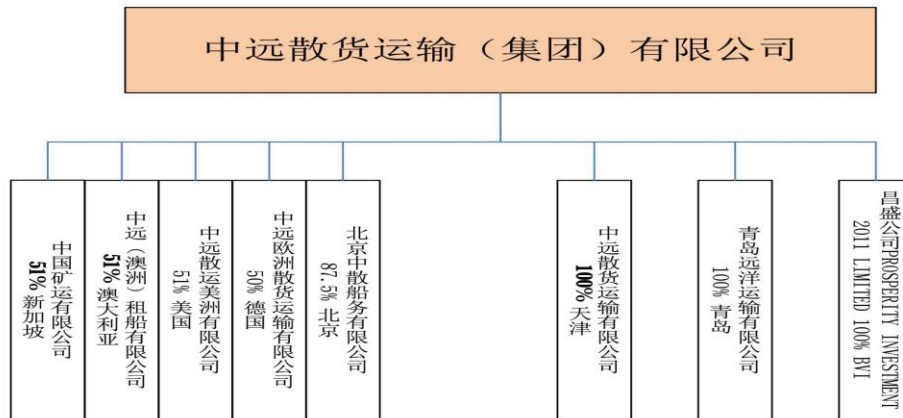 中远散货运输（集团）有限公司
中国矿运有限公司
51% 新加坡
中远（澳洲）租船有限公司
51% 澳大利亚
中远散运美洲有限公司
51% 美国
中远欧洲散货运输有限公司
50% 德国
北京中散船务有限公司
87.5% 北京
中远散货运输有限公司
100% 天津
青岛远洋运输有限公司
100% 青岛
昌盛公司PROSPERITY INVESTMENT
2011 LIMITED 100% BVI